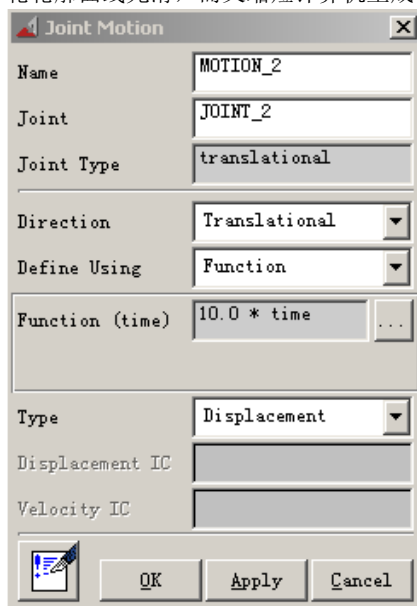 Joint Motion
Name MOTION_2
Joint JOINT_2
Joint Type translational
Direction Translational
Define Using Function
Function (time) 10.0 * time ...
Type Displacement
Displacement IC
Velocity IC
OK Apply Cancel